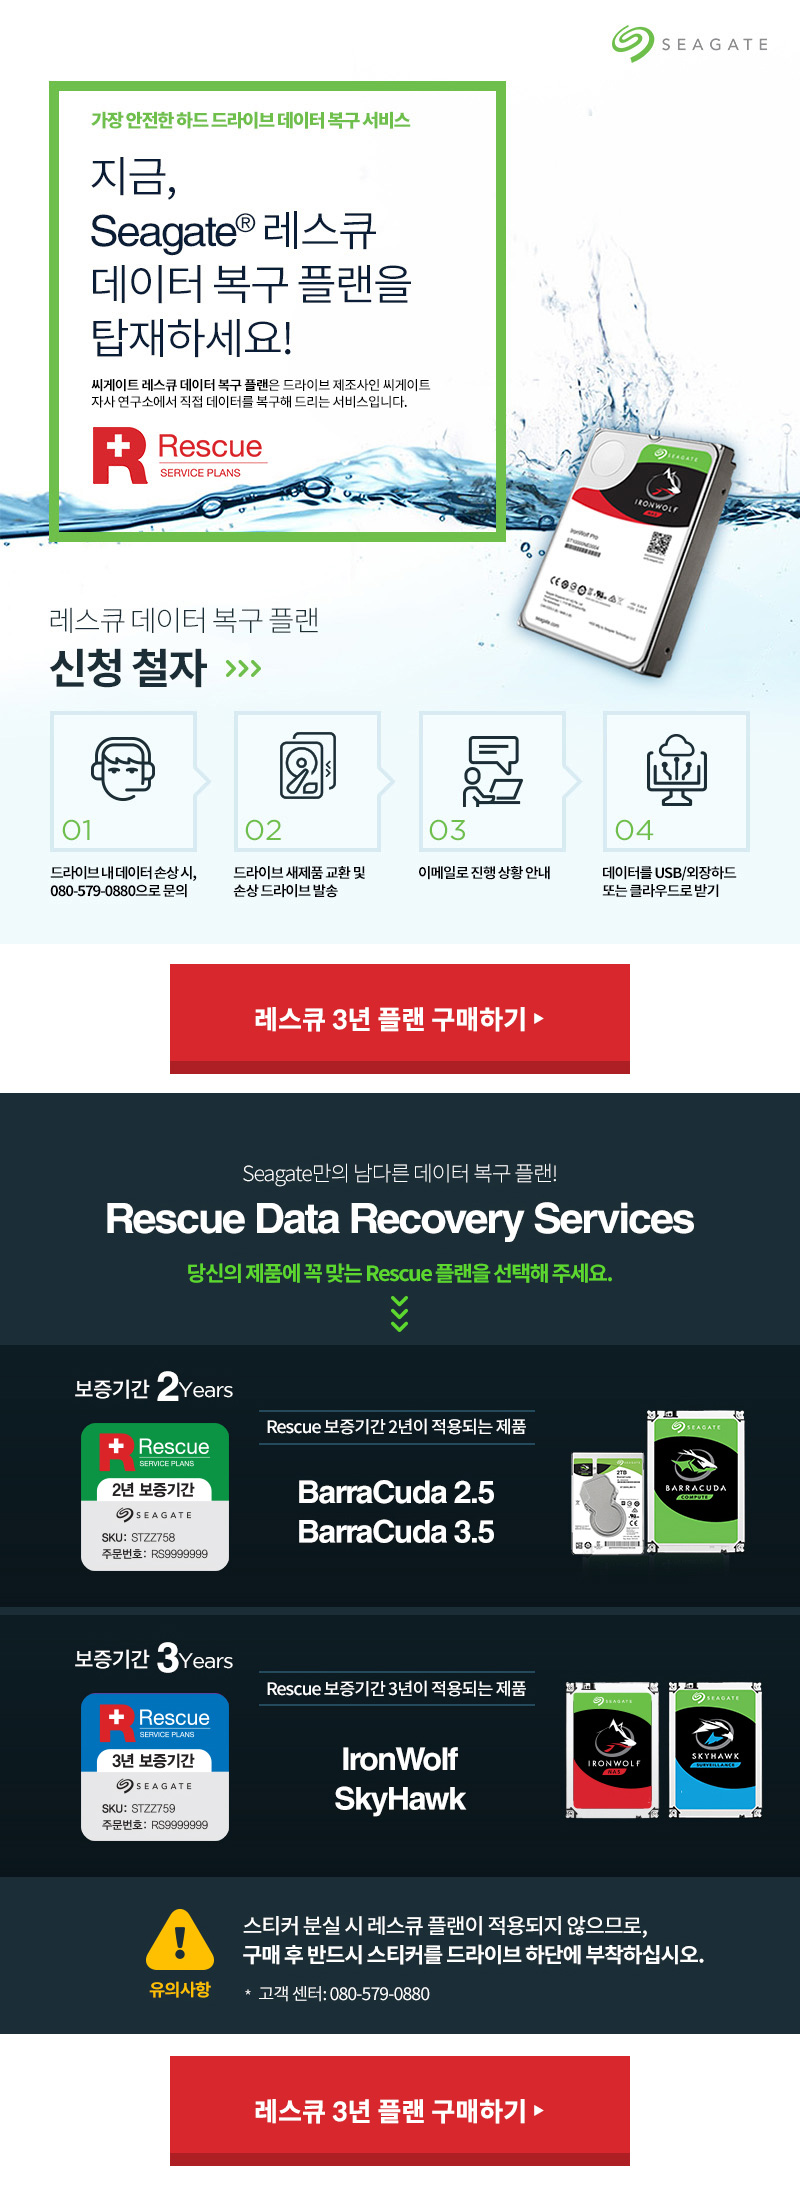 SEAGATE
가장 안전한 하드 드라이브 데이터 복구 서비스
지금,
Seagate® 레스큐
데이터 복구 플랜을
탑재하세요!
씨게이트 레스큐 데이터 복구 플랜은 드라이브 제조사인 씨게이트
자사 연구소에서 직접 데이터를 복구해 드리는 서비스입니다.
Rescue
SERVICE PLANS
SEAGATE
IRONWOLF
IronWolf Pro
seagate.com
레스큐 데이터 복구 플랜
신청 철자 >>>
01
드라이브 내 데이터 손상 시,
080-579-0880으로 문의
02
드라이브 새제품 교환 및
손상 드라이브 발송
03
이메일로 진행 상황 안내
04
데이터를 USB/외장하드
또는 클라우드로 받기
레스큐 3년 플랜 구매하기
Seagate만의 남다른 데이터 복구 플랜!
Rescue Data Recovery Services
당신의 제품에 꼭 맞는 Rescue 플랜을 선택해 주세요.
보증기간 2Years
Rescue
SERVICE PLANS
2년 보증기간
SEAGATE
SKU: STZZ758
주문번호: RS9999999
Rescue 보증기간 2년이 적용되는 제품
BarraCuda 2.5
BarraCuda 3.5
2TB
SEAGATE
BARRACUDA
COMPUTE
보증기간 3Years
Rescue
SERVICE PLANS
3년 보증기간
SEAGATE
SKU: STZZ759
주문번호: RS9999999
Rescue 보증기간 3년이 적용되는 제품
IronWolf
SkyHawk
SEAGATE
IRONWOLF
NAS
SEAGATE
SKYHAWK
SURVEILLANCE
유의사항
스티커 분실 시 레스큐 플랜이 적용되지 않으므로,
구매 후 반드시 스티커를 드라이브 하단에 부착하십시오.
* 고객 센터: 080-579-0880
레스큐 3년 플랜 구매하기